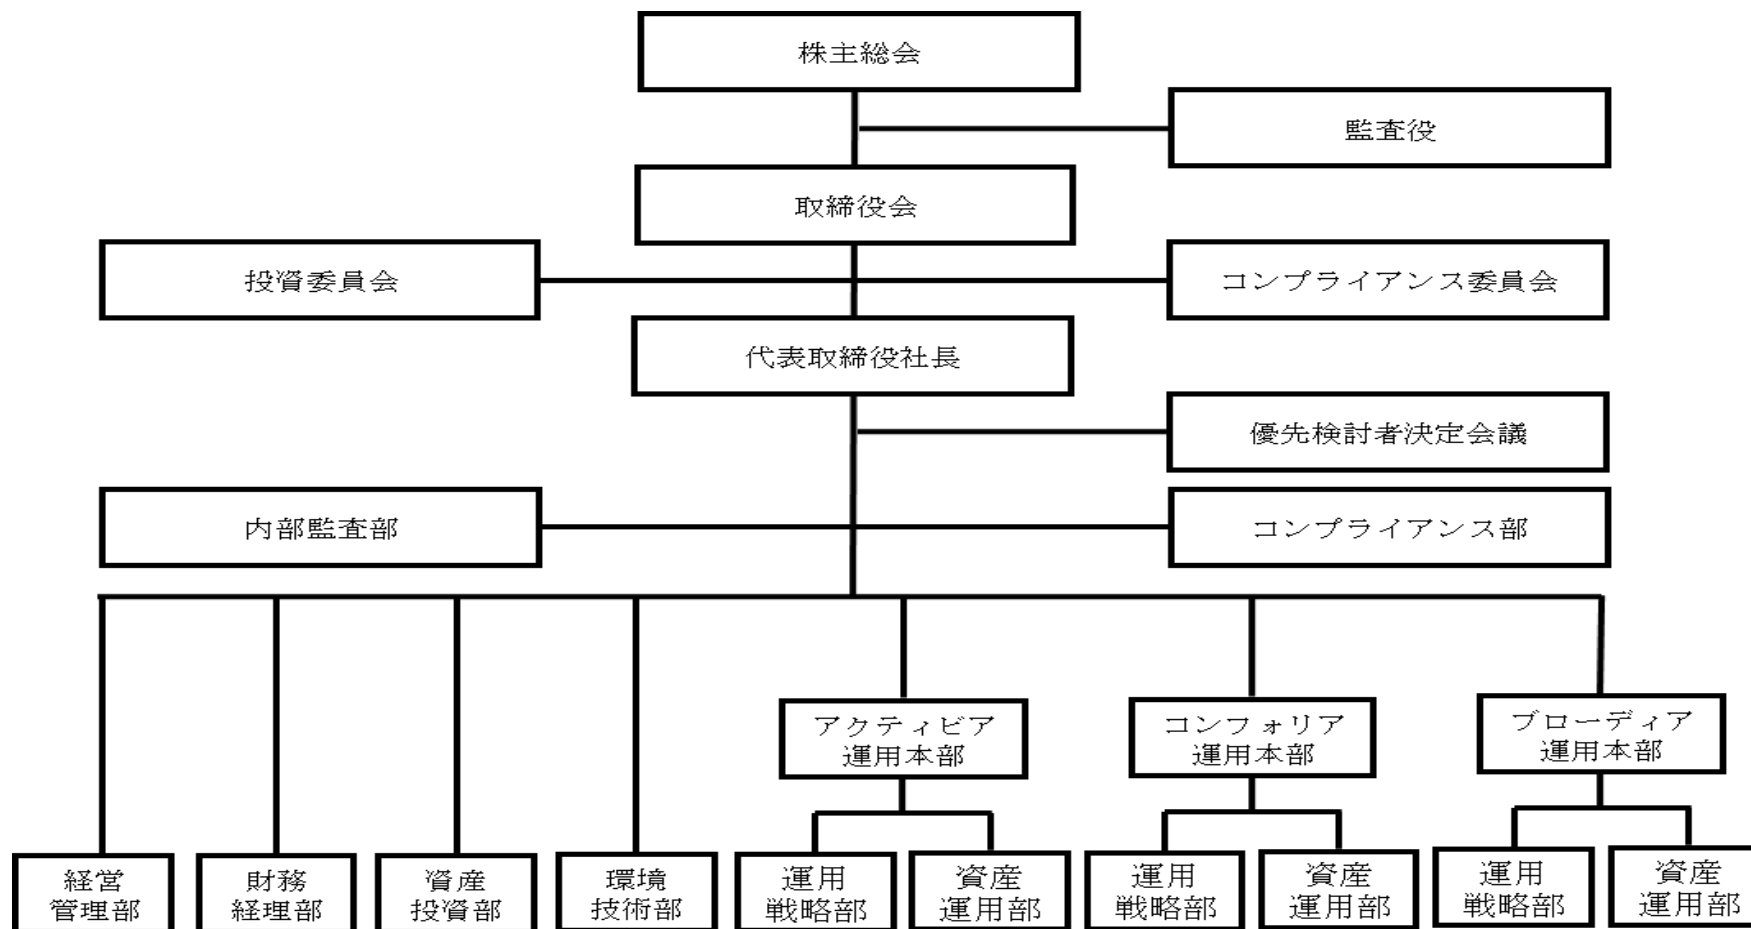 株主総会
監査役
取締役会
投資委員会
コンプライアンス委員会
代表取締役社長
優先検討者決定会議
内部監査部
コンプライアンス部
アクティビア
運用本部
コンフォリア
運用本部
ブローディア
運用本部
経営
管理部
財務
経理部
資産
投資部
環境
技術部
運用
戦略部
資産
運用部
運用
戦略部
資産
運用部
運用
戦略部
資産
運用部